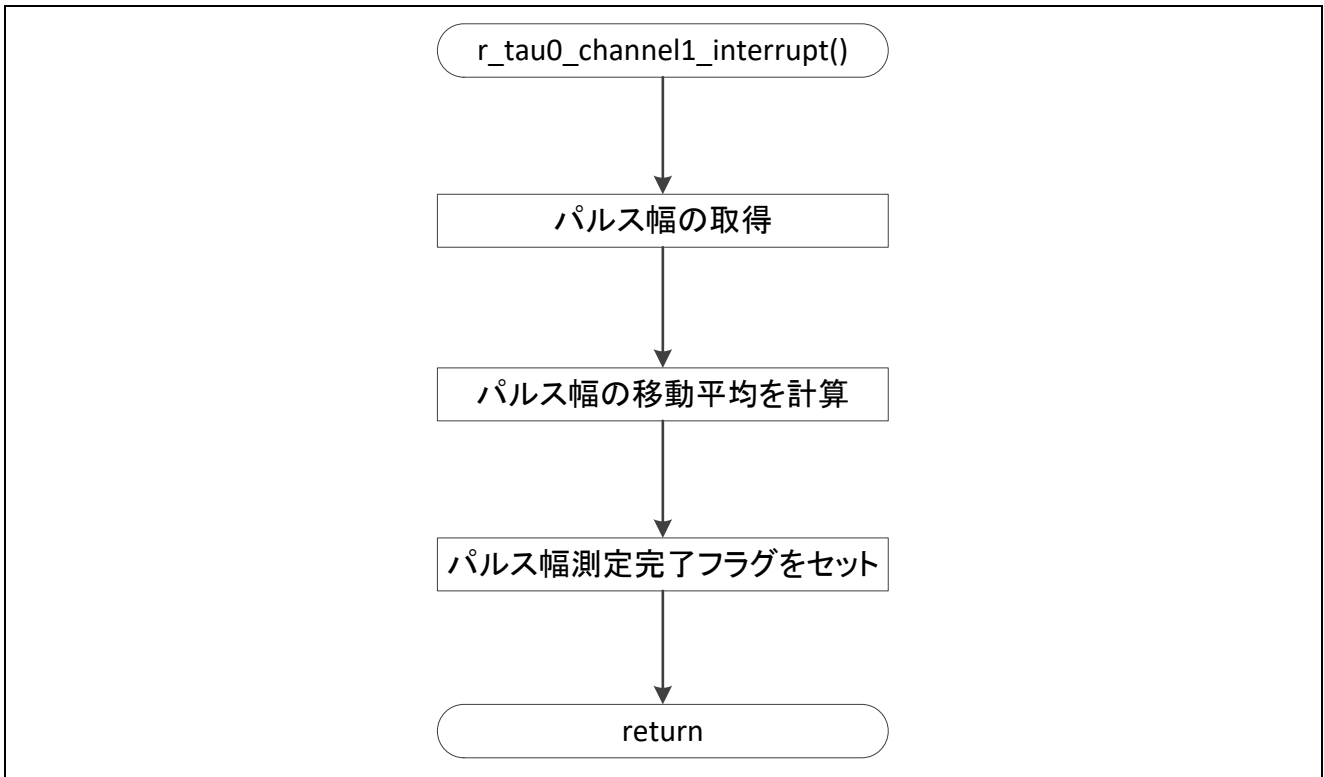 r_tau0_channel1_interrupt()
パルス幅の取得
パルス幅の移動平均を計算
パルス幅測定完了フラグをセット
return